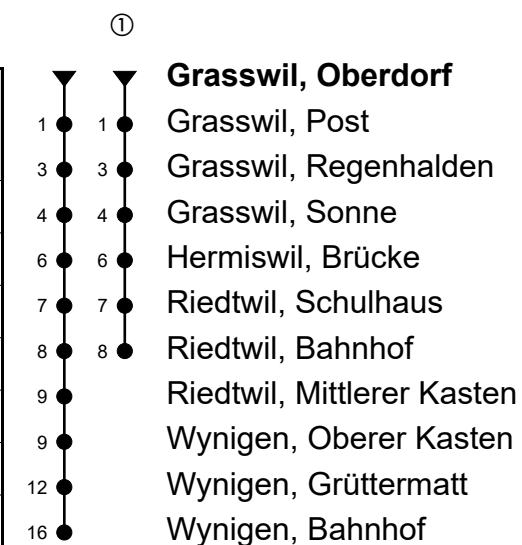 ①
Grasswil, Oberdorf
1 1 Grasswil, Post
3 3 Grasswil, Regenhalden
4 4 Grasswil, Sonne
6 6 Hermiswil, Brücke
7 7 Riedtwil, Schulhaus
8 8 Riedtwil, Bahnhof
9 Riedtwil, Mittlerer Kasten
9 Wynigen, Oberer Kasten
12 Wynigen, Grüttermatt
16 Wynigen, Bahnhof